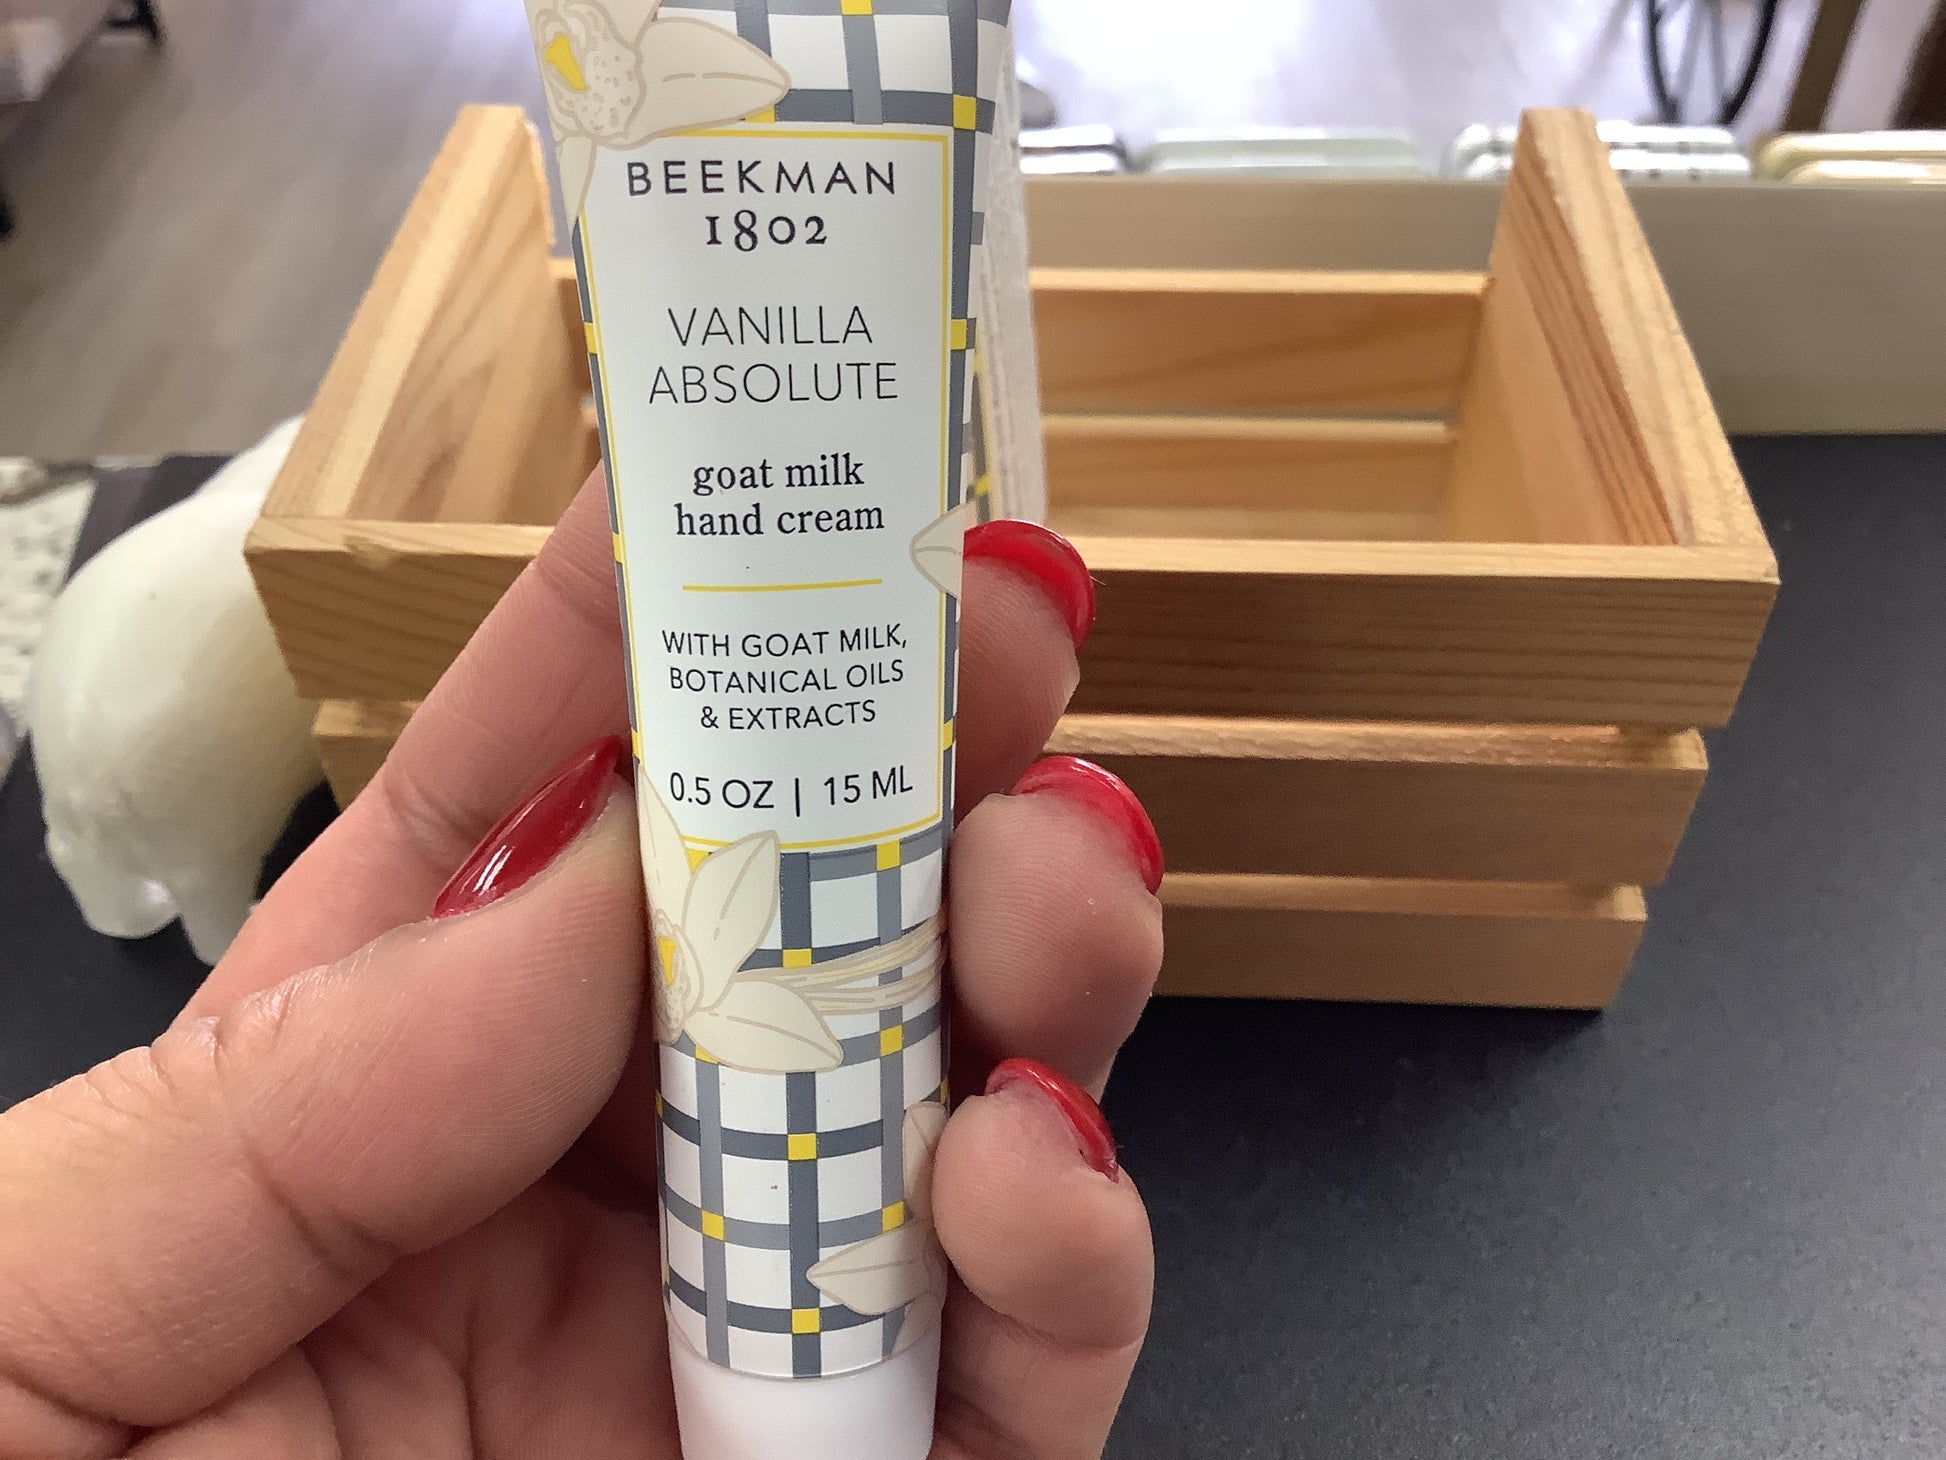 BEEKMAN
1802
VANILLA
ABSOLUTE
goat milk
hand cream
WITH GOAT MILK,
BOTANICAL OILS
& EXTRACTS
0.5 OZ | 15 ML